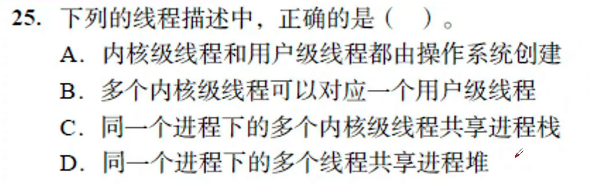 25. 下列的线程描述中，正确的是（　）。
A．内核级线程和用户级线程都由操作系统创建
B．多个内核级线程可以对应一个用户级线程
C．同一个进程下的多个内核级线程共享进程栈
D．同一个进程下的多个线程共享进程堆